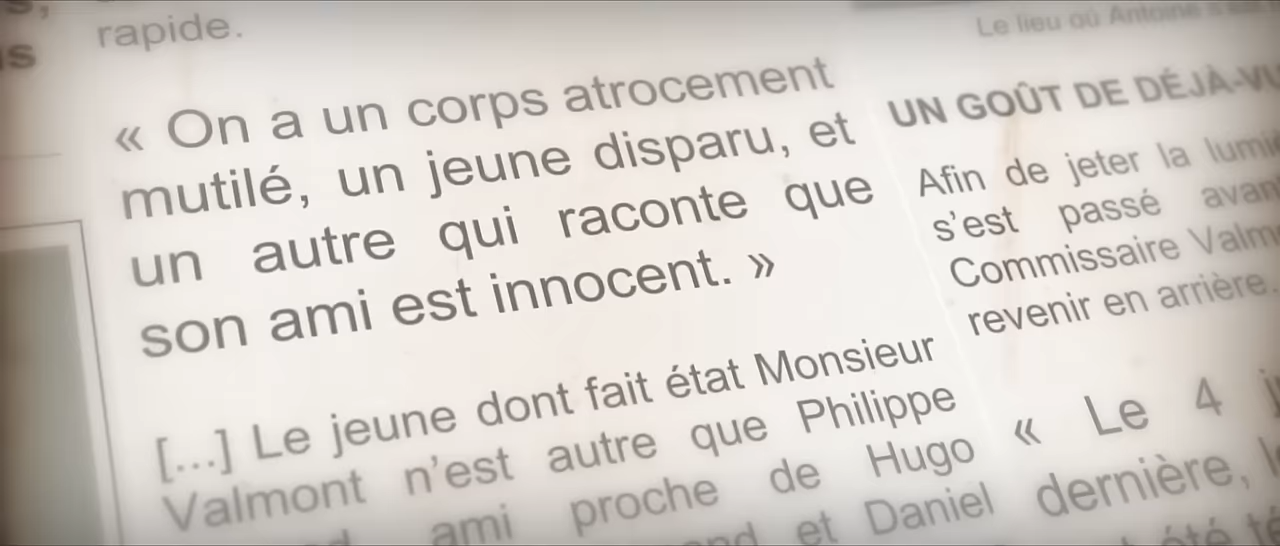 rapide.
« On a un corps atrocement
mutilé, un jeune disparu, et
un autre qui raconte que
son ami est innocent. »
[...] Le jeune dont fait état Monsieur
Valmont n'est autre que Philippe
ami proche de Hugo
et Daniel
Le lieu où Antoine
UN GOÛT DE DÉJÀ-VU
Afin de jeter la
s'est passé
Commissaire
revenir en arrière.
« Le 4
dernière,
été